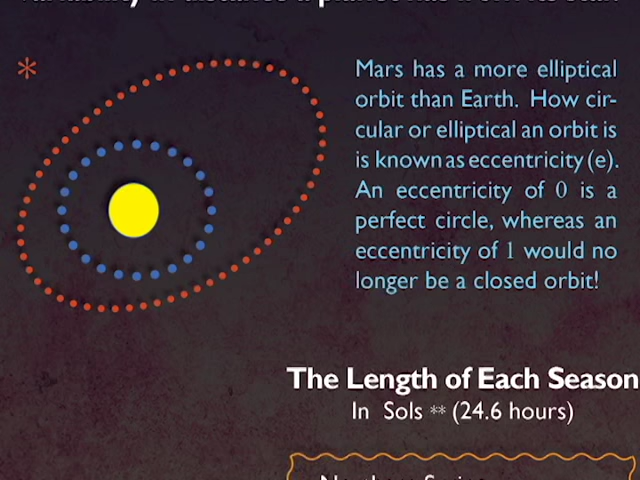 *
Mars has a more elliptical
orbit than Earth. How cir-
cular or elliptical an orbit is
is known as eccentricity (e).
An eccentricity of 0 is a
perfect circle, whereas an
eccentricity of 1 would no
longer be a closed orbit!
The Length of Each Season
In Sols ** (24.6 hours)